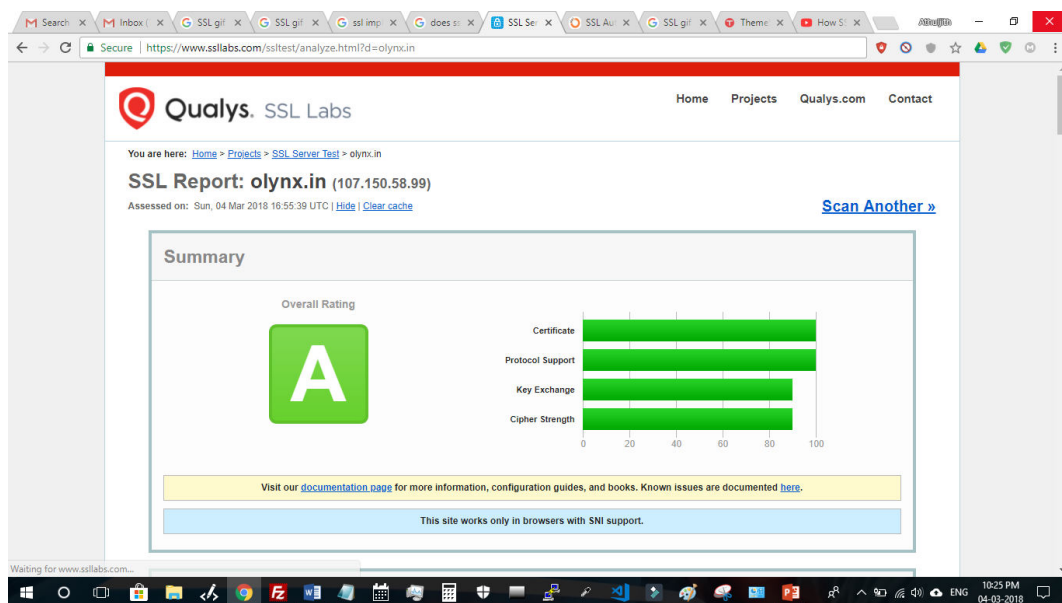 Search
Inbox (
SSL gif
SSL gif
ssl imp
does ss
SSL Ser
SSL Au
SSL gif
Theme
How S
Secure | https://www.ssllabs.com/ssltest/analyze.html?d=olynx.in
Qualys. SSL Labs
Home Projects Qualys.com Contact
You are here: Home > Projects > SSL Server Test > olynx.in
SSL Report: olynx.in (107.150.58.99)
Assessed on: Sun, 04 Mar 2018 16:55:39 UTC | Hide | Clear cache
Scan Another »
Summary
Overall Rating
A
Certificate
Protocol Support
Key Exchange
Cipher Strength
0 20 40 60 80 100
Visit our documentation page for more information, configuration guides, and books. Known issues are documented here.
This site works only in browsers with SNI support.
Waiting for www.ssllabs.com...
ENG
10:25 PM
04-03-2018